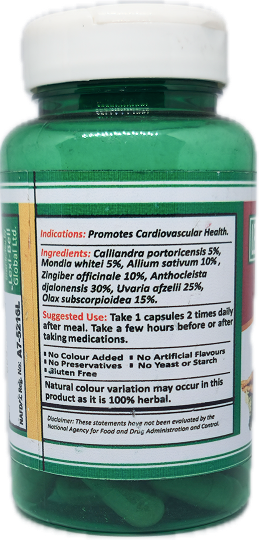 Indications: Promotes Cardiovascular Health.
Ingredients: Calliandra portoricensis 5%,
Mondia whitei 5%, Allium sativum 10%,
Zingiber officinale 10%, Anthocleista
djalonensis 30%, Uvaria afzelii 25%,
Olax subscorpioidea 15%.
Suggested Use: Take 1 capsules 2 times daily
after meal. Take a few hours before or after
taking medications.
▪ No Colour Added ▪ No Artificial Flavours
▪ No Preservatives ▪ No Yeast or Starch
▪ Gluten Free
Natural colour variation may occur in this
product as it is 100% herbal.
Disclaimer: These statements have not been evaluated by the
National Agency for Food and Drug Administration and Control.
Global Ltd.
NAFDAC Reg. No: A7-5216L